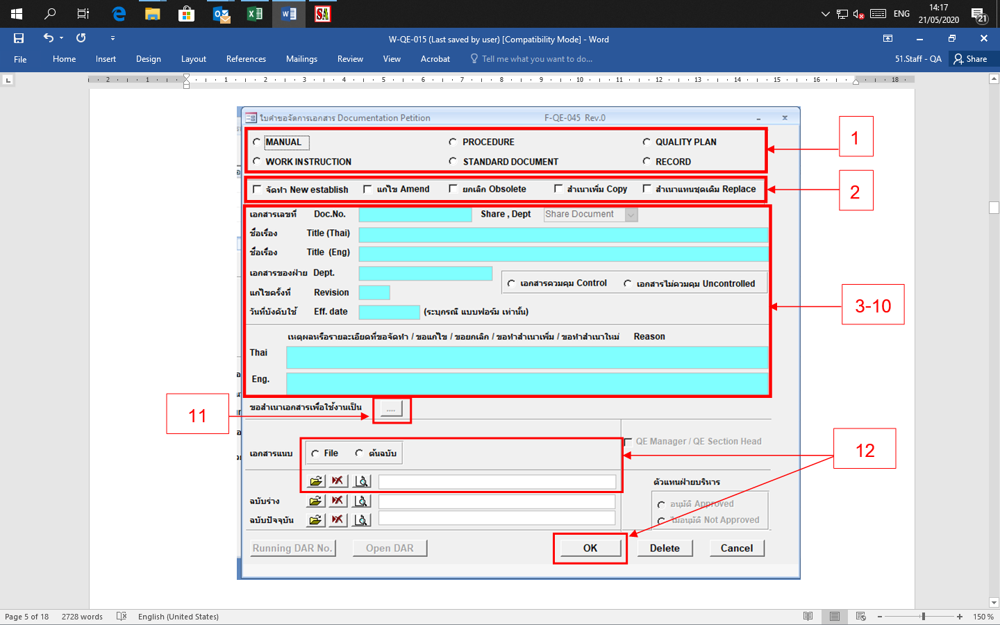 14:17
ENG
21/05/2020
21
W-QE-015 (Last saved by user) [Compatibility Mode] - Word
File Home Insert Design Layout References Mailings Review View Acrobat Tell me what you want to do... 51.Staff - QA Share
2 1 1 2 3 4 5 6 7 8 9 10 11 12 13 14 15 16 18
ใบคำขอจัดการเอกสาร Documentation Petition F-QE-045 Rev.0
MANUAL PROCEDURE QUALITY PLAN
1
WORK INSTRUCTION STANDARD DOCUMENT RECORD
จัดทำ New establish แก้ไข Amend ยกเลิก Obsolete สำเนาเพิ่ม Copy สำเนาแทนชุดเดิม Replace
2
เอกสารเลขที่ Doc.No. Share , Dept Share Document
ชื่อเรื่อง Title (Thai)
ชื่อเรื่อง Title (Eng)
เอกสารของฝ่าย Dept.
เอกสารควบคุม Control เอกสารไม่ควบคุม Uncontrolled
แก้ไขครั้งที่ Revision
3-10
วันที่บังคับใช้ Eff. date (ระบุกรณี แบบฟอร์ม เท่านั้น)
เหตุผลหรือรายละเอียดที่ขอจัดทำ / ขอแก้ไข / ขอยกเลิก / ขอทำสำเนาเพิ่ม / ขอทำสำเนาใหม่ Reason
Thai
Eng.
ขอสำเนาเอกสารเพื่อใช้งานเป็น ....
11
QE Manager / QE Section Head
12
เอกสารแนบ File ต้นฉบับ
ตัวแทนฝ่ายบริหาร
ฉบับร่าง
อนุมัติ Approved
ฉบับปัจจุบัน
ไม่อนุมัติ Not Approved
Running DAR No. Open DAR OK Delete Cancel
Page 5 of 18 2728 words English (United States) 150 %